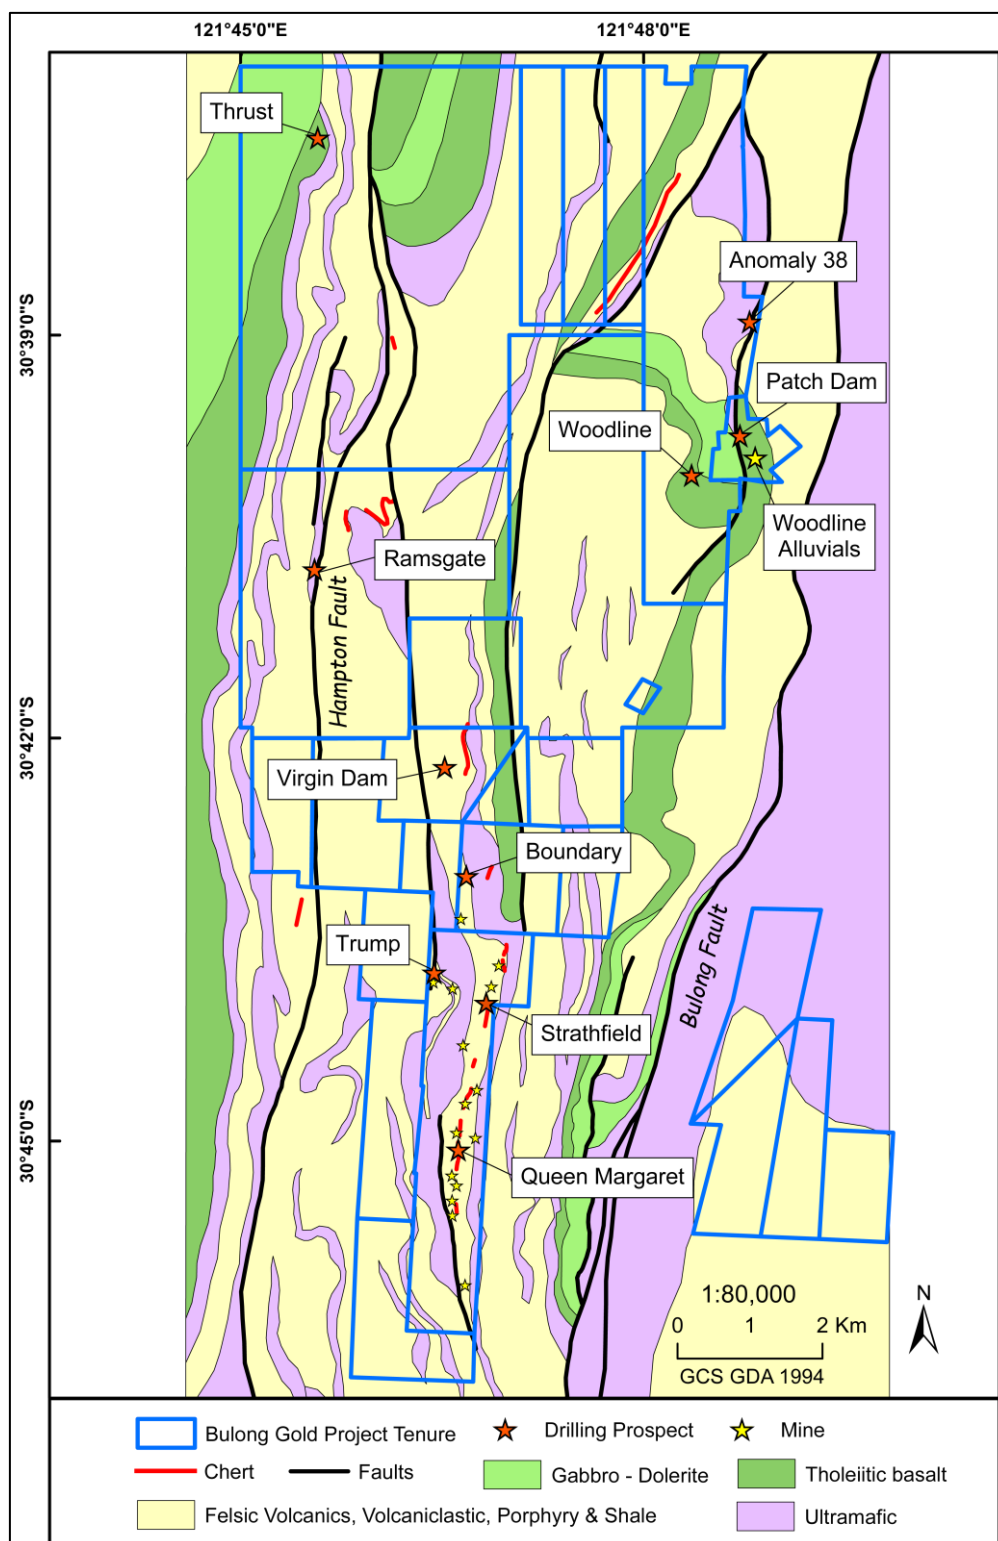 121°45'0"E
121°48'0"E
Thrust
Anomaly 38
30°39'0"S
Patch Dam
Woodline
Woodline
Alluvials
Ramsgate
Hampton Fault
30°42'0"S
Virgin Dam
Boundary
Trump
Bulong Fault
Strathfield
30°45'0"S
Queen Margaret
1:80,000
N
0 1 2 Km
GCS GDA 1994
Bulong Gold Project Tenure
Drilling Prospect
Mine
Chert
Faults
Gabbro - Dolerite
Tholeiitic basalt
Felsic Volcanics, Volcaniclastic, Porphyry & Shale
Ultramafic